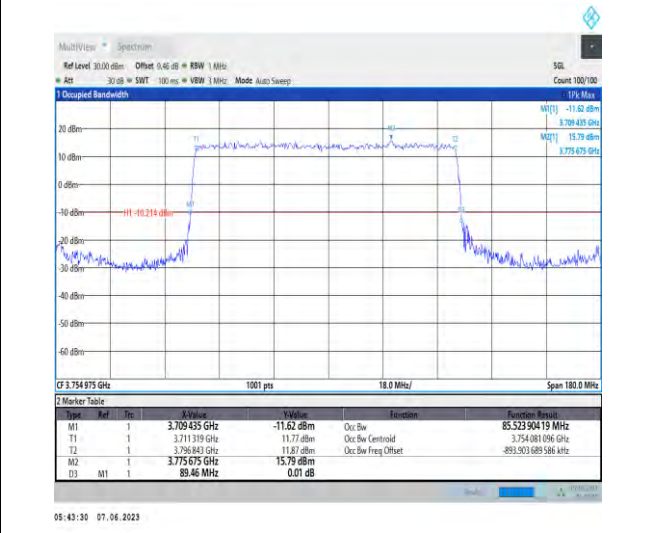 MultiView Spectrum
Ref Level 30.00 dBm Offset 9.46 dB RBW 1 MHz SGL
Att 30 dB SWT 100 ms VBW 3 MHz Mode Auto Sweep Count 100/100
1 Occupied Bandwidth 1Pk Max
M1[1] -11.62 dBm
3.709 435 GHz
M2[1] 15.79 dBm
3.775 675 GHz
20 dBm
T1 M2 T2
10 dBm
0 dBm
M1
-10 dBm H1 -10.214 dBm
-20 dBm
-30 dBm
-40 dBm
-50 dBm
-60 dBm
CF 3.754 975 GHz 1001 pts 18.0 MHz/ Span 180.0 MHz
2 Marker Table
Type Ref Trc X-Value Y-Value Function Function Result
M1 1 3.709 435 GHz -11.62 dBm Occ Bw 85.523 904 19 MHz
T1 1 3.711 319 GHz 11.77 dBm Occ Bw Centroid 3.754 081 096 GHz
T2 1 3.796 843 GHz 11.87 dBm Occ Bw Freq Offset -893.903 689 586 kHz
M2 1 3.775 675 GHz 15.79 dBm
D3 M1 1 89.46 MHz 0.01 dB
05:43:30 07.06.2023